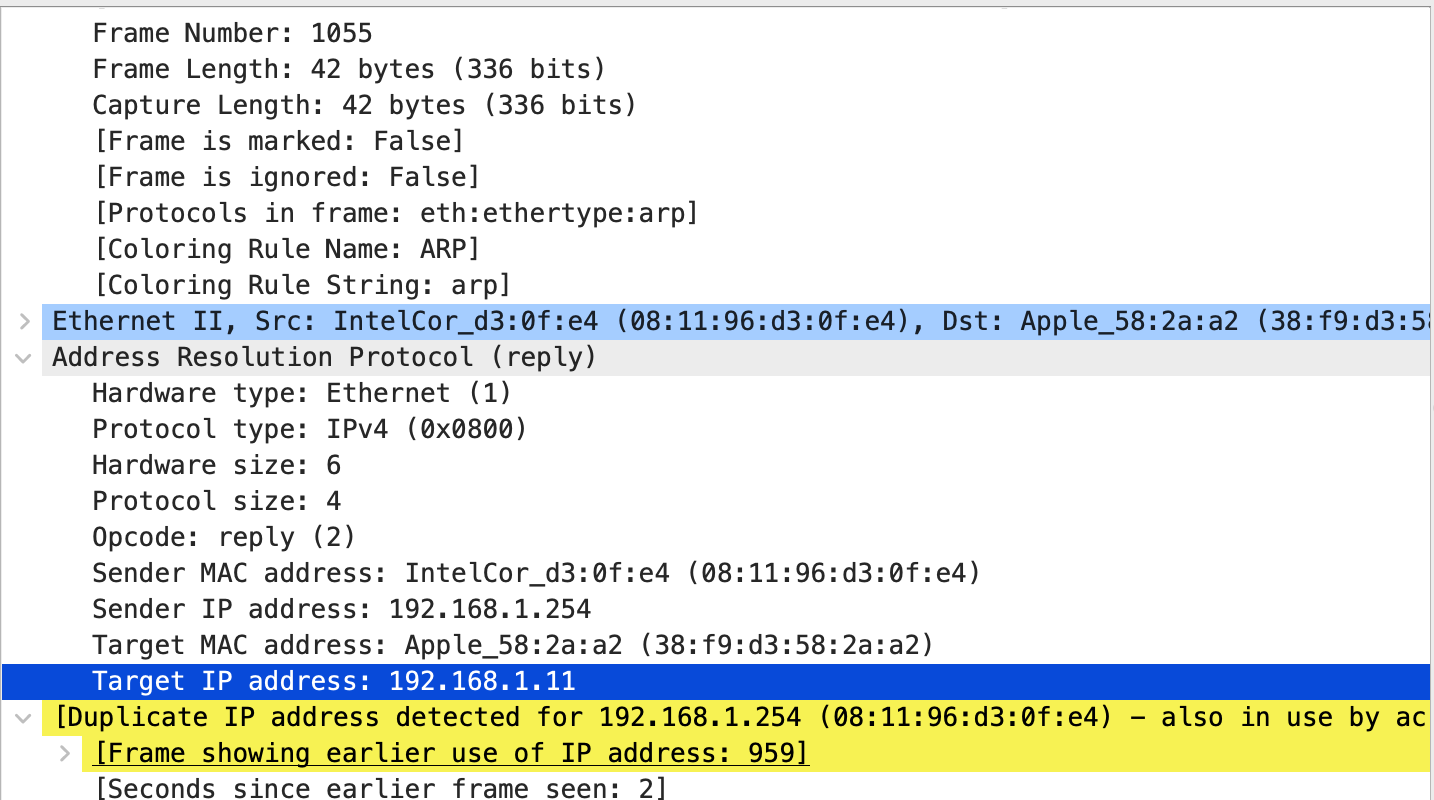 Frame Number: 1055
Frame Length: 42 bytes (336 bits)
Capture Length: 42 bytes (336 bits)
[Frame is marked: False]
[Frame is ignored: False]
[Protocols in frame: eth:ethertype:arp]
[Coloring Rule Name: ARP]
[Coloring Rule String: arp]
Ethernet II, Src: IntelCor_d3:0f:e4 (08:11:96:d3:0f:e4), Dst: Apple_58:2a:a2 (38:f9:d3:58
Address Resolution Protocol (reply)
Hardware type: Ethernet (1)
Protocol type: IPv4 (0x0800)
Hardware size: 6
Protocol size: 4
Opcode: reply (2)
Sender MAC address: IntelCor_d3:0f:e4 (08:11:96:d3:0f:e4)
Sender IP address: 192.168.1.254
Target MAC address: Apple_58:2a:a2 (38:f9:d3:58:2a:a2)
Target IP address: 192.168.1.11
[Duplicate IP address detected for 192.168.1.254 (08:11:96:d3:0f:e4) – also in use by ac
[Frame showing earlier use of IP address: 959]
[Seconds since earlier frame seen: 2]